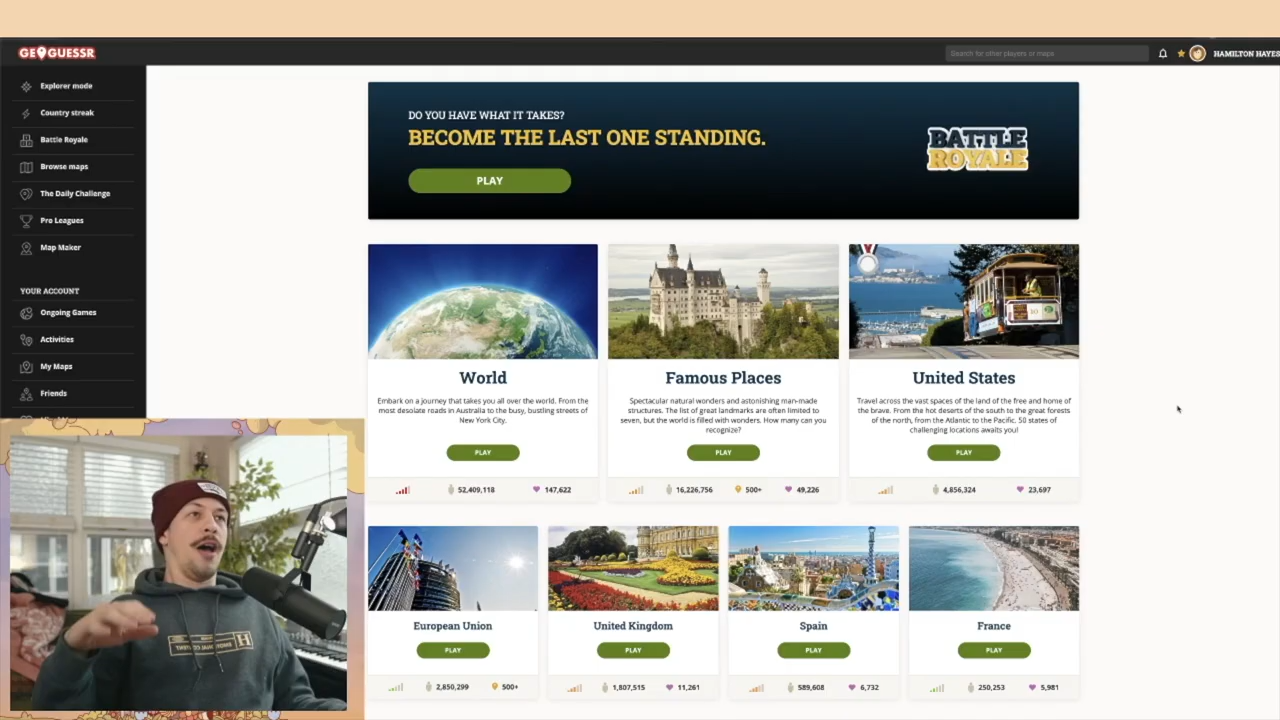 GEOGUESSR
Search for other players or maps
HAMILTON HAYES
Explorer mode
Country streak
Battle Royale
Browse maps
The Daily Challenge
Pro Leagues
Map Maker
YOUR ACCOUNT
Ongoing Games
Activities
My Maps
Friends
DO YOU HAVE WHAT IT TAKES?
BECOME THE LAST ONE STANDING.
PLAY
BATTLE
ROYALE
World
Embark on a journey that takes you all over the world. From the
most desolate roads in Australia to the busy, bustling streets of
New York City.
PLAY
52,409,118
147,622
Famous Places
Spectacular natural wonders and astonishing man-made
structures. The list of great landmarks are often limited to
seven, but the world is filled with wonders. How many can you
recognize?
PLAY
16,226,756
500+
49,226
United States
Travel across the vast spaces of the land of the free and home of
the brave. From the hot deserts of the south to the great forests
of the north, from the Atlantic to the Pacific. 50 states of
challenging locations awaits you!
PLAY
4,856,324
23,697
European Union
PLAY
2,850,299
500+
United Kingdom
PLAY
1,807,515
11,261
Spain
PLAY
589,608
6,732
France
PLAY
250,253
5,981